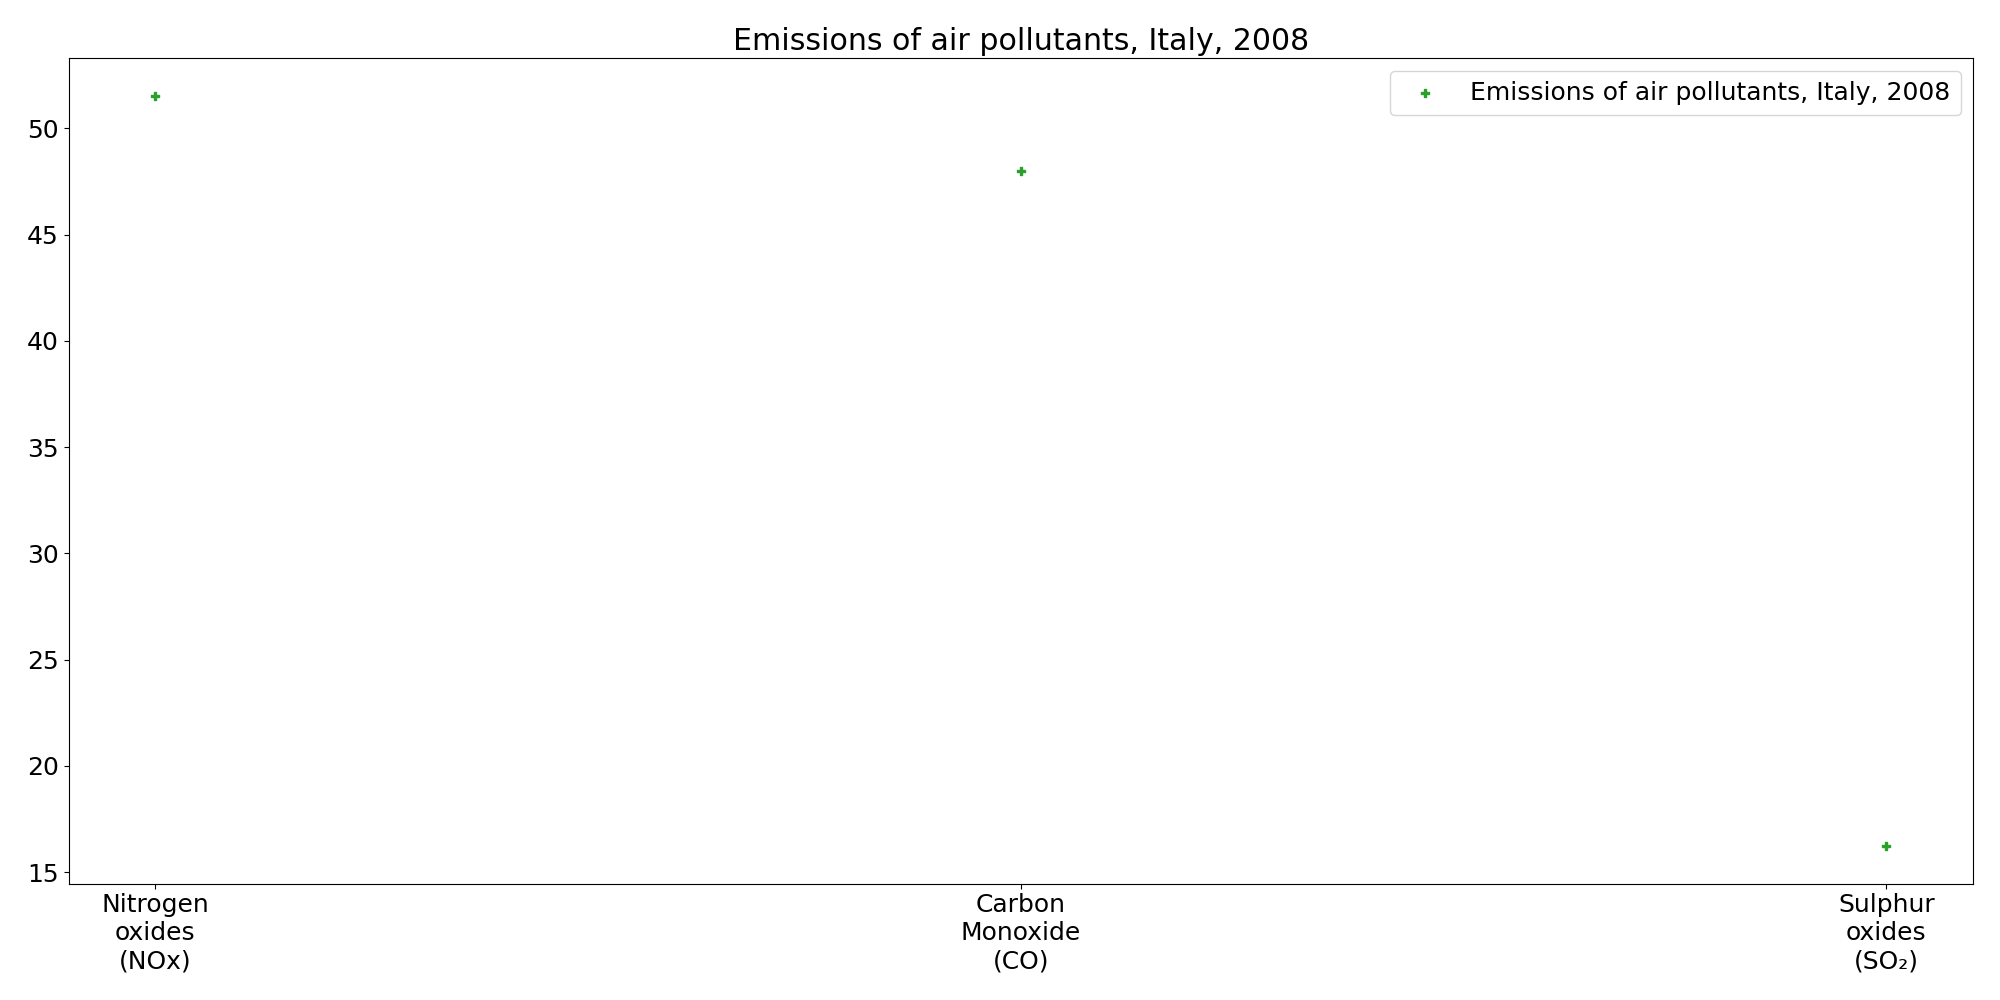 Emissions of air pollutants, Italy, 2008
Emissions of air pollutants, Italy, 2008
50
45
40
35
30
25
20
15
Nitrogen
oxides
(NOx)
Carbon
Monoxide
(CO)
Sulphur
oxides
(SO₂)